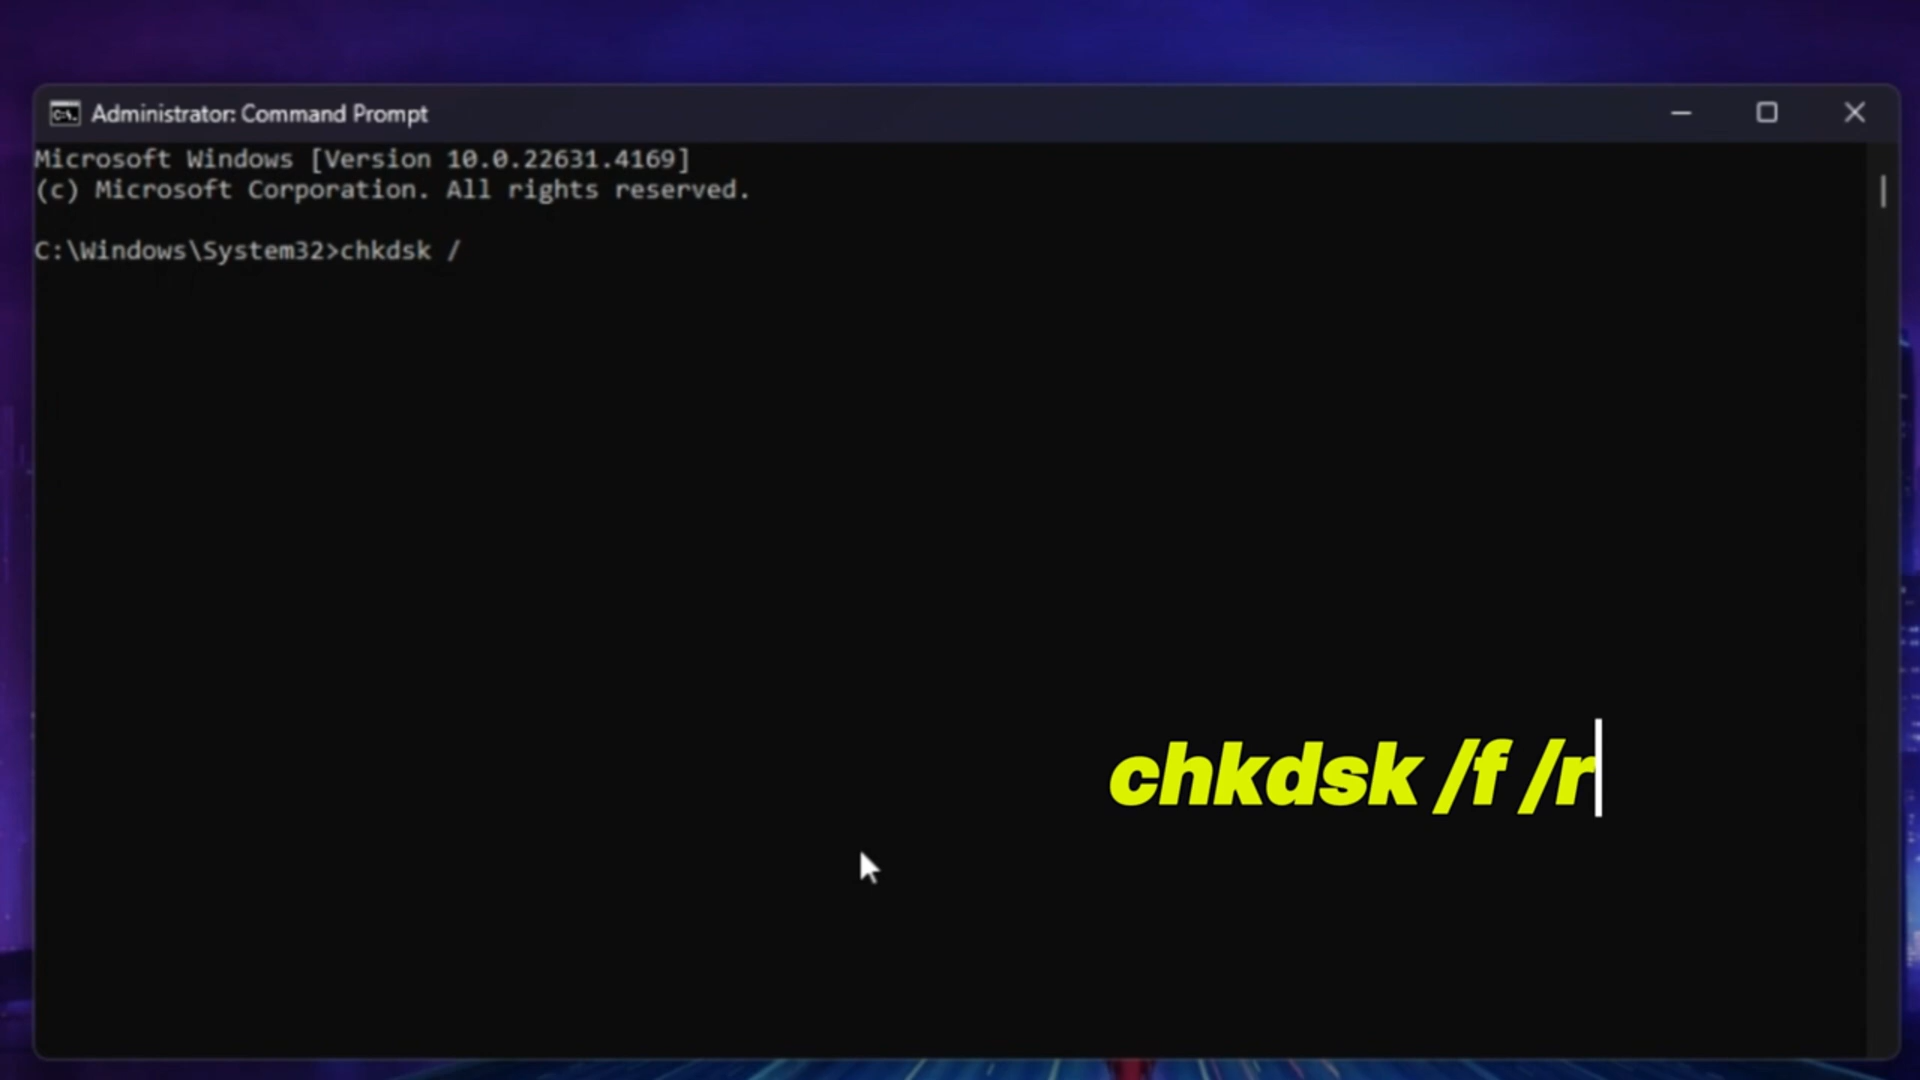 Administrator: Command Prompt
Microsoft Windows [Version 10.0.22631.4169]
(c) Microsoft Corporation. All rights reserved.
C:\Windows\System32>chkdsk /
chkdsk /f /r